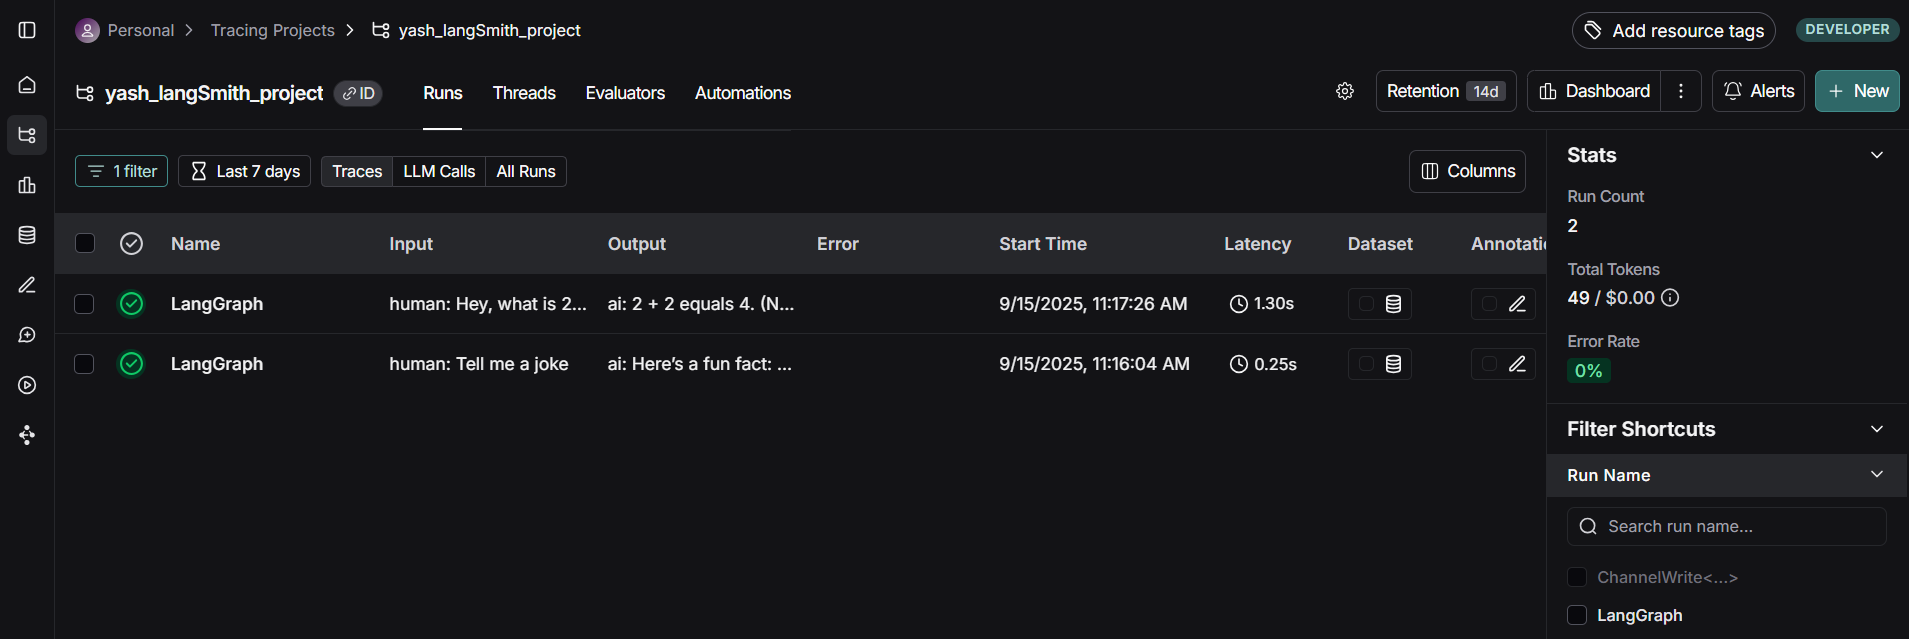 Personal > Tracing Projects > yash_langSmith_project
Add resource tags
DEVELOPER
yash_langSmith_project ID
Runs Threads Evaluators Automations
Retention 14d Dashboard Alerts + New
1 filter Last 7 days Traces LLM Calls All Runs
Columns
Name Input Output Error Start Time Latency Dataset Annotatio
LangGraph human: Hey, what is 2... ai: 2 + 2 equals 4. (N... 9/15/2025, 11:17:26 AM 1.30s
LangGraph human: Tell me a joke ai: Here’s a fun fact: ... 9/15/2025, 11:16:04 AM 0.25s
Stats
Run Count
2
Total Tokens
49 / $0.00
Error Rate
0%
Filter Shortcuts
Run Name
Search run name...
ChannelWrite<...>
LangGraph